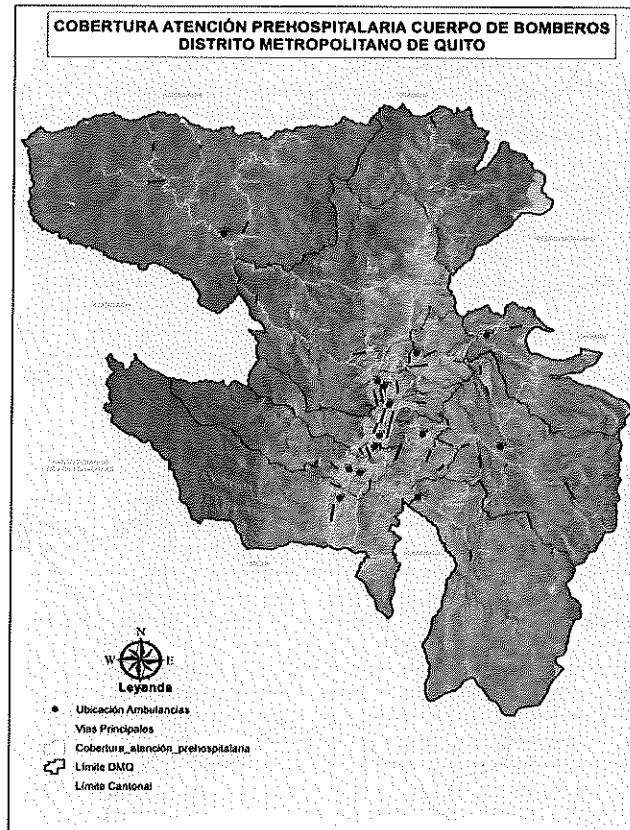 COBERTURA ATENCIÓN PREHOSPITALARIA CUERPO DE BOMBEROS
DISTRITO METROPOLITANO DE QUITO
N
W E
S
Leyenda
Ubicación Ambulancias
Vias Principales
Cobertura_atención_prehospitalaria
Límite DMQ
Límite Cantonal